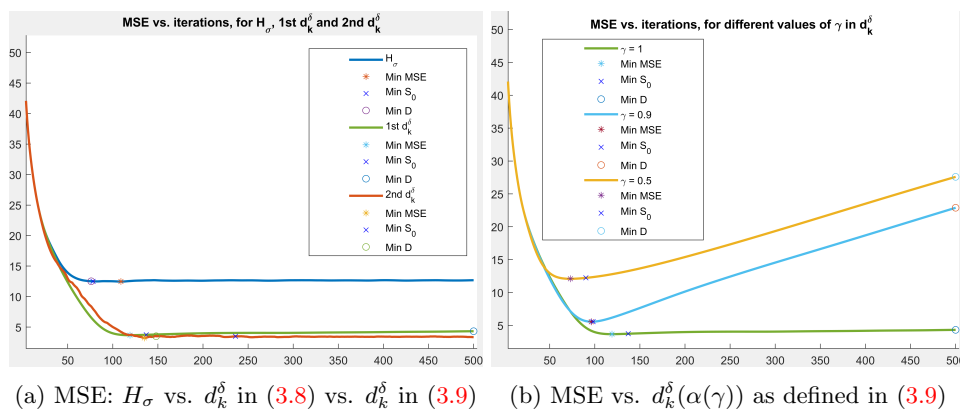 MSE vs. iterations, for H_σ, 1st d_k^δ and 2nd d_k^δ
50
45
40
35
30
25
20
15
10
5
H_σ
Min MSE
Min S_0
Min D
1st d_k^δ
Min MSE
Min S_0
Min D
2nd d_k^δ
Min MSE
Min S_0
Min D
50 100 150 200 250 300 350 400 450 500
(a) MSE: H_σ vs. d_k^δ in (3.8) vs. d_k^δ in (3.9)
MSE vs. iterations, for different values of γ in d_k^δ
50
45
40
35
30
25
20
15
10
5
γ = 1
Min MSE
Min S_0
Min D
γ = 0.9
Min MSE
Min S_0
Min D
γ = 0.5
Min MSE
Min S_0
Min D
50 100 150 200 250 300 350 400 450 500
(b) MSE vs. d_k^δ(α(γ)) as defined in (3.9)